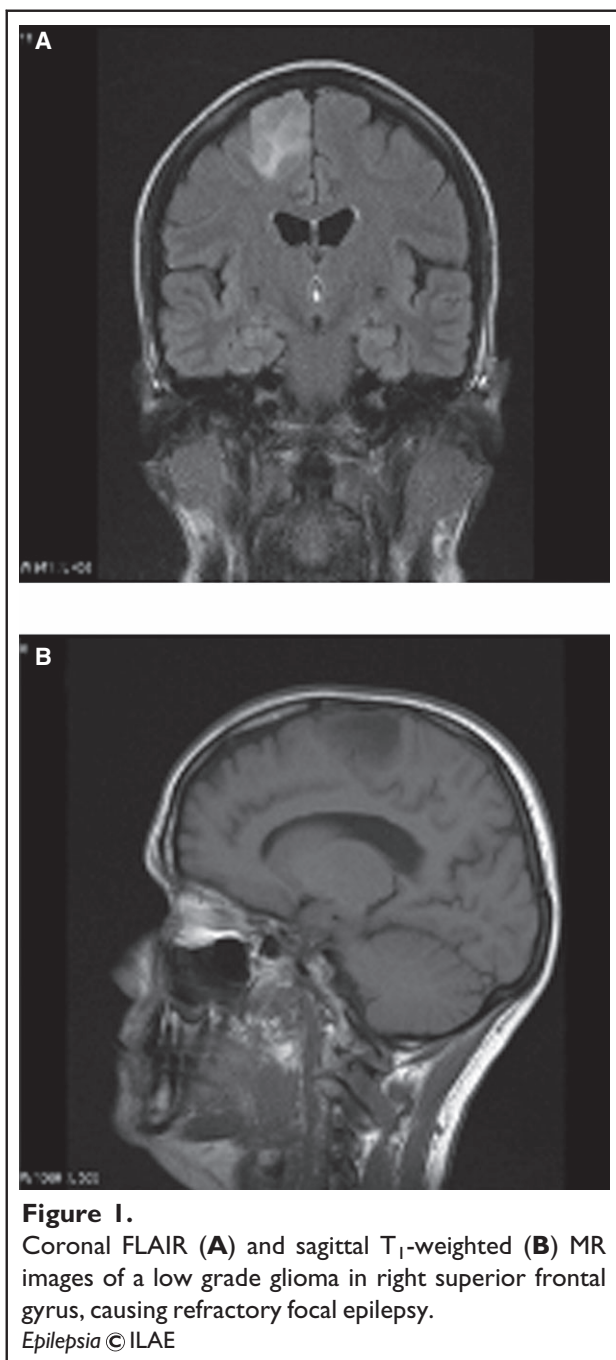 A
B
Figure 1.
Coronal FLAIR (A) and sagittal T1-weighted (B) MR
images of a low grade glioma in right superior frontal
gyrus, causing refractory focal epilepsy.
Epilepsia © ILAE